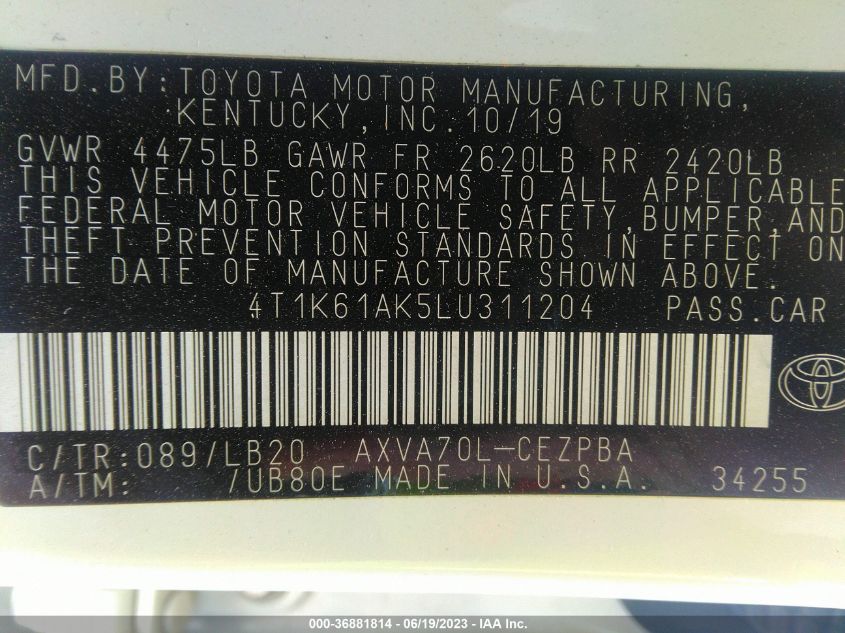 MFD. BY: TOYOTA MOTOR MANUFACTURING,
KENTUCKY, INC. 10/19
GVWR 4475LB GAWR FR 2620LB RR 2420LB
THIS VEHICLE CONFORMS TO ALL APPLICABLE
FEDERAL MOTOR VEHICLE SAFETY, BUMPER, AND
THEFT PREVENTION STANDARDS IN EFFECT ON
THE DATE OF MANUFACTURE SHOWN ABOVE.
4T1K61AK5LU311204 PASS. CAR
C/TR: 089/LB20 AXVA70L-CEZPBA
A/TM: /UB80E MADE IN U.S.A. 34255
000-36881814 - 06/19/2023 - IAA Inc.